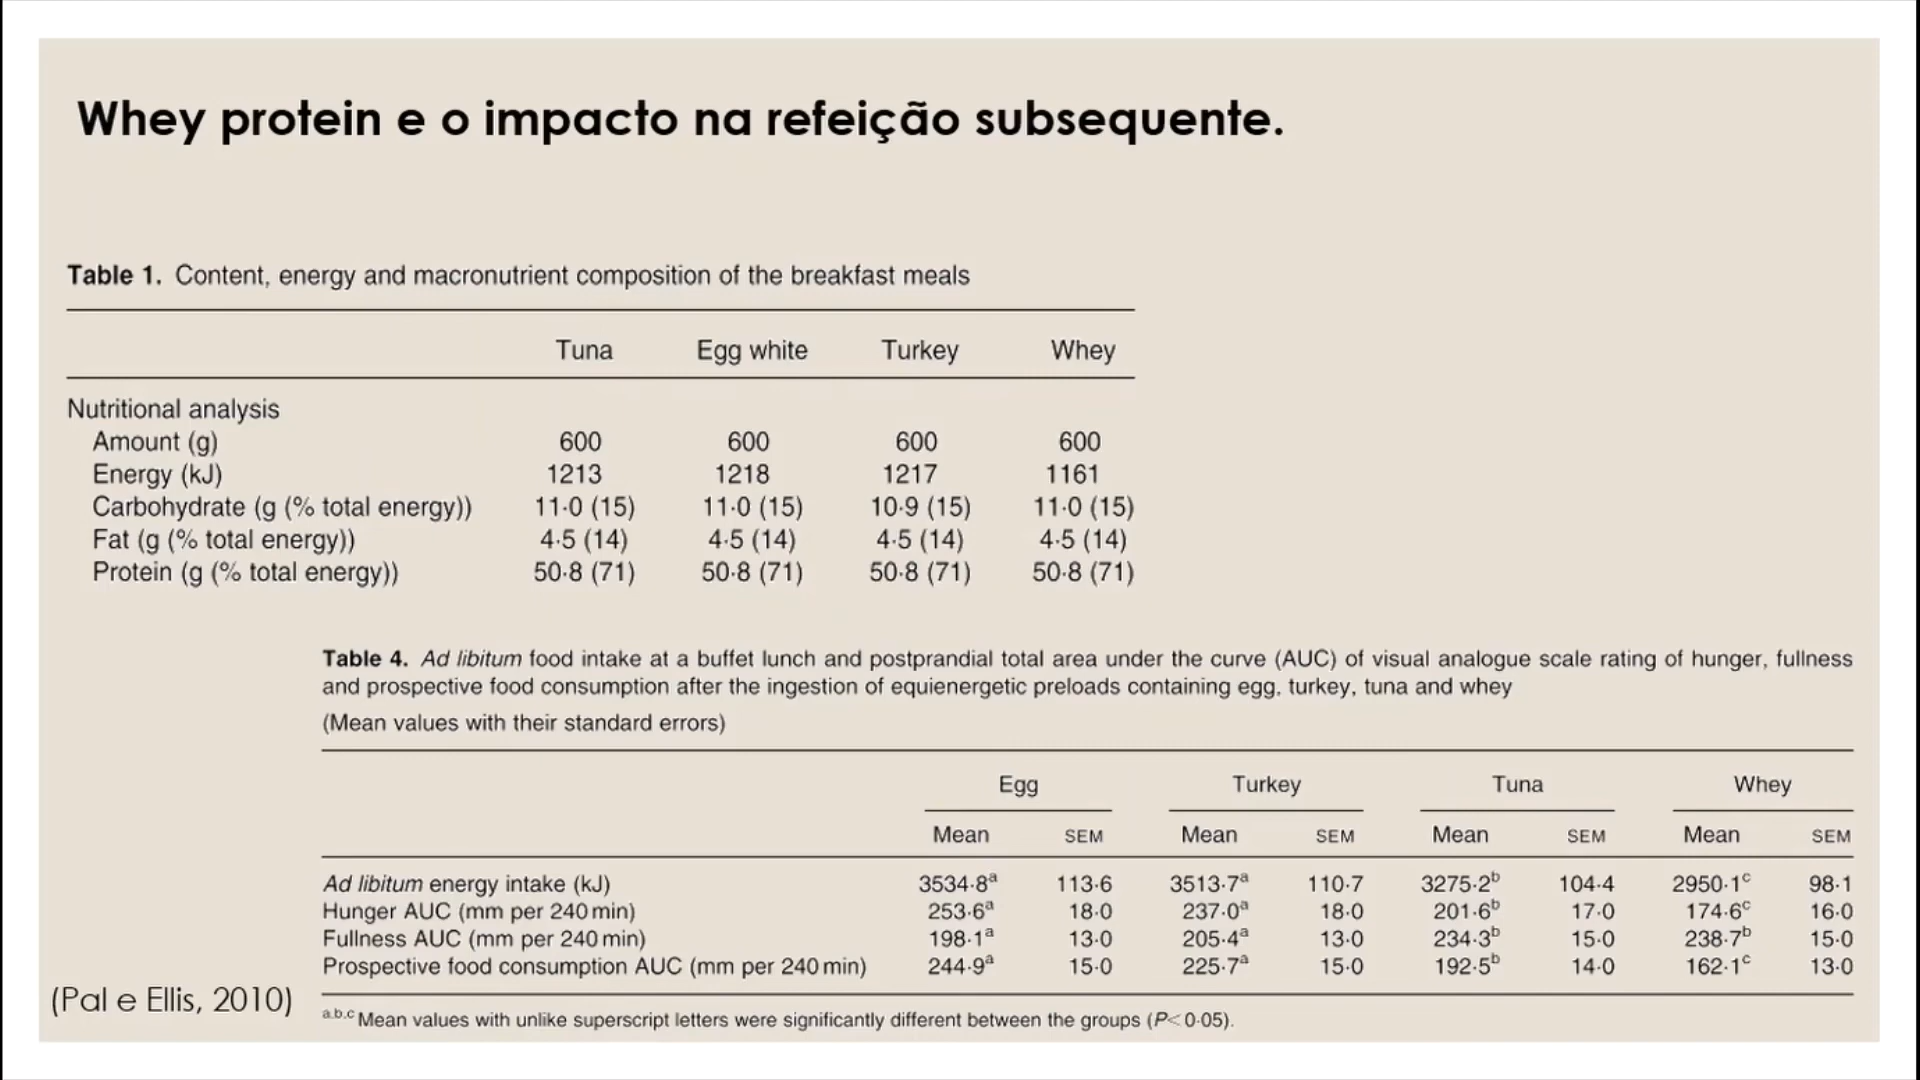 Whey protein e o impacto na refeição subsequente.
Table 1. Content, energy and macronutrient composition of the breakfast meals
Tuna Egg white Turkey Whey
Nutritional analysis
Amount (g) 600 600 600 600
Energy (kJ) 1213 1218 1217 1161
Carbohydrate (g (% total energy)) 11·0 (15) 11·0 (15) 10·9 (15) 11·0 (15)
Fat (g (% total energy)) 4·5 (14) 4·5 (14) 4·5 (14) 4·5 (14)
Protein (g (% total energy)) 50·8 (71) 50·8 (71) 50·8 (71) 50·8 (71)
Table 4. Ad libitum food intake at a buffet lunch and postprandial total area under the curve (AUC) of visual analogue scale rating of hunger, fullness
and prospective food consumption after the ingestion of equienergetic preloads containing egg, turkey, tuna and whey
(Mean values with their standard errors)
Egg Turkey Tuna Whey
Mean SEM Mean SEM Mean SEM Mean SEM
Ad libitum energy intake (kJ) 3534·8a 113·6 3513·7a 110·7 3275·2b 104·4 2950·1c 98·1
Hunger AUC (mm per 240 min) 253·6a 18·0 237·0a 18·0 201·6b 17·0 174·6c 16·0
Fullness AUC (mm per 240 min) 198·1a 13·0 205·4a 13·0 234·3b 15·0 238·7b 15·0
Prospective food consumption AUC (mm per 240 min) 244·9a 15·0 225·7a 15·0 192·5b 14·0 162·1c 13·0
(Pal e Ellis, 2010)
a,b,c Mean values with unlike superscript letters were significantly different between the groups (P< 0·05).